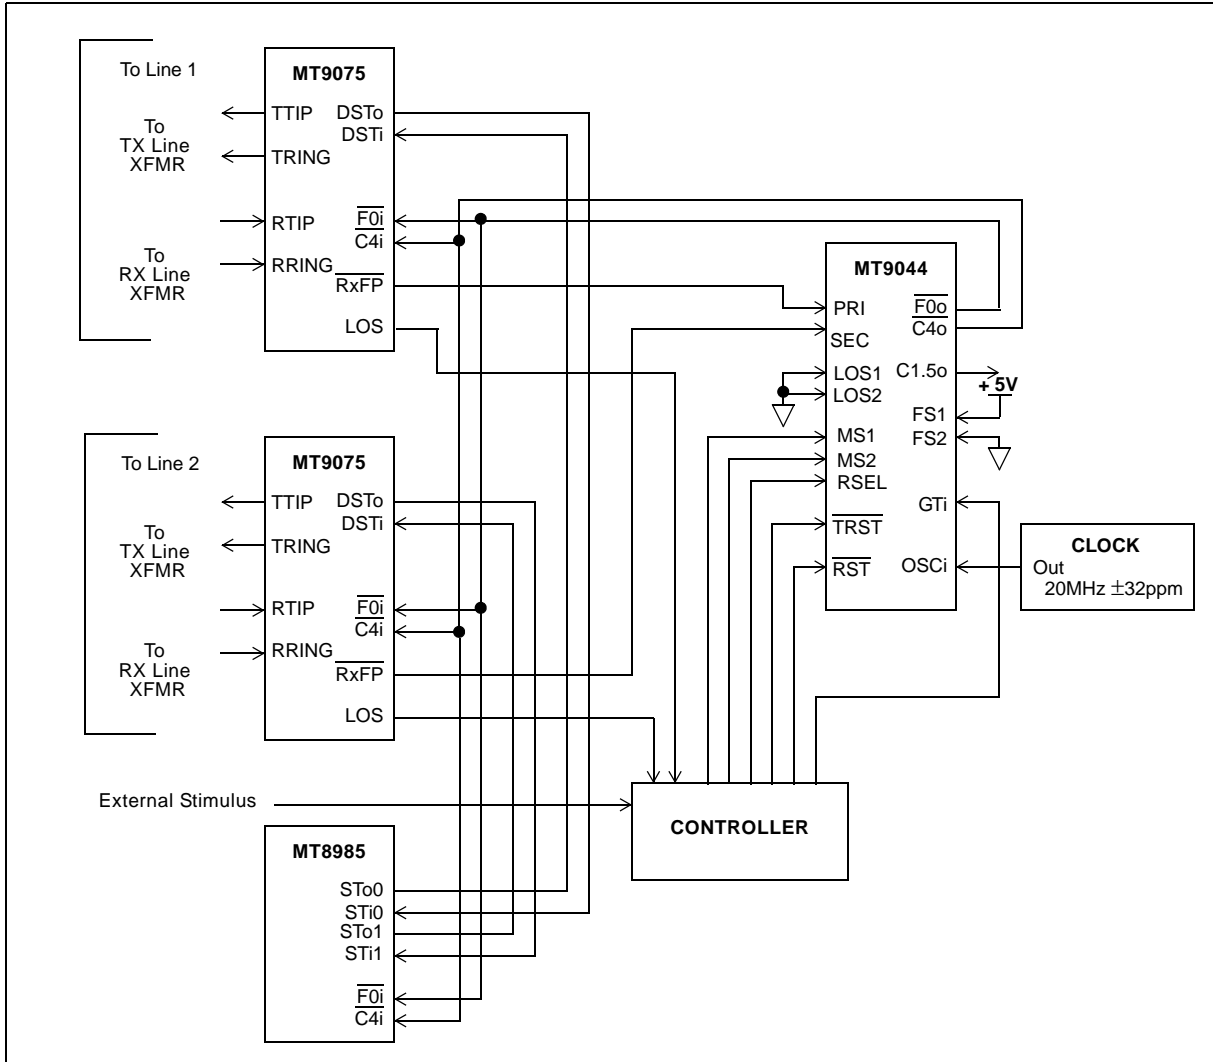 To Line 1
To
TX Line
XFMR
To
RX Line
XFMR
MT9075
TTIP
DSTo
DSTi
TRING
RTIP
F0i
C4i
RRING
RxFP
LOS
MT9044
PRI
F0o
C4o
SEC
LOS1
C1.5o
LOS2
+ 5V
FS1
MS1
FS2
MS2
RSEL
GTi
TRST
RST
OSCi
CLOCK
Out
20MHz ±32ppm
To Line 2
To
TX Line
XFMR
To
RX Line
XFMR
MT9075
TTIP
DSTo
DSTi
TRING
RTIP
F0i
C4i
RRING
RxFP
LOS
External Stimulus
CONTROLLER
MT8985
STo0
STi0
STo1
STi1
F0i
C4i